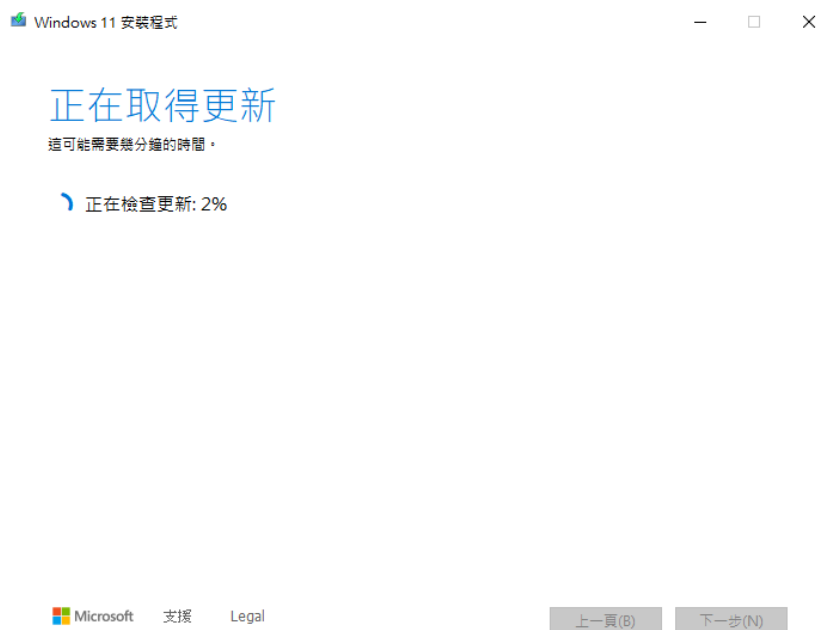 Windows 11 安裝程式
正在取得更新
這可能需要幾分鐘的時間。
正在檢查更新: 2%
Microsoft 支援 Legal 上一頁(B) 下一步(N)